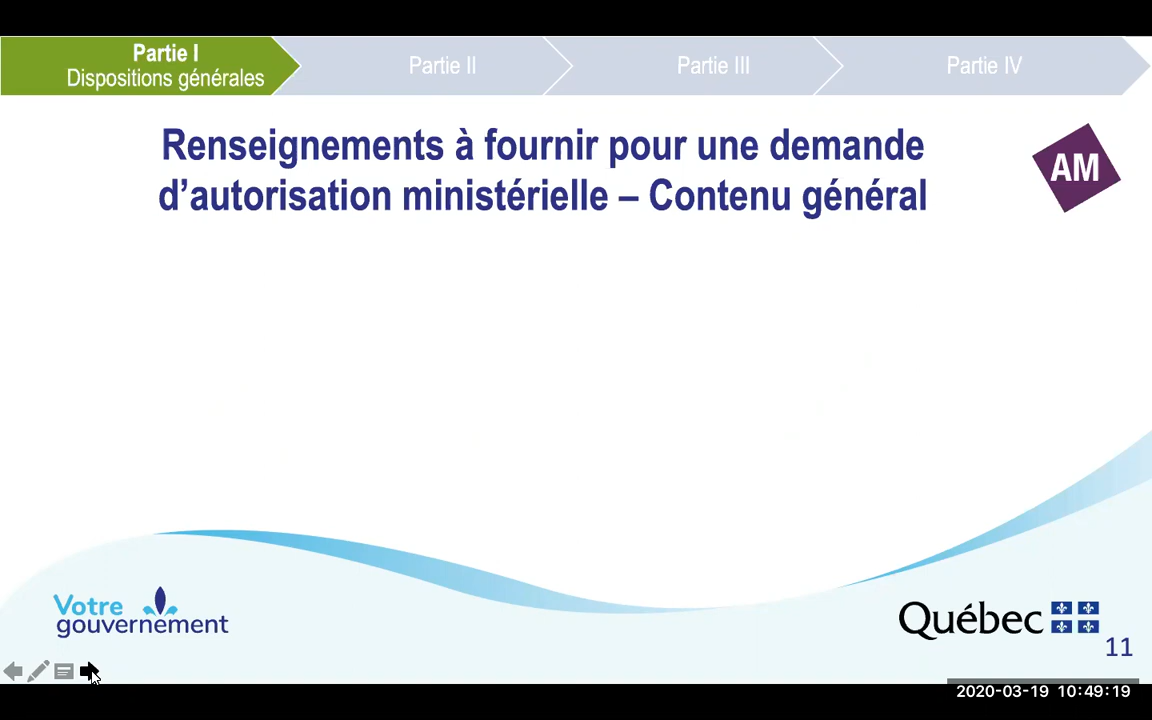 Partie I
Dispositions générales
Partie II
Partie III
Partie IV
Renseignements à fournir pour une demande
d’autorisation ministérielle – Contenu général
AM
Votre
gouvernement
Québec
11
2020-03-19 10:49:19